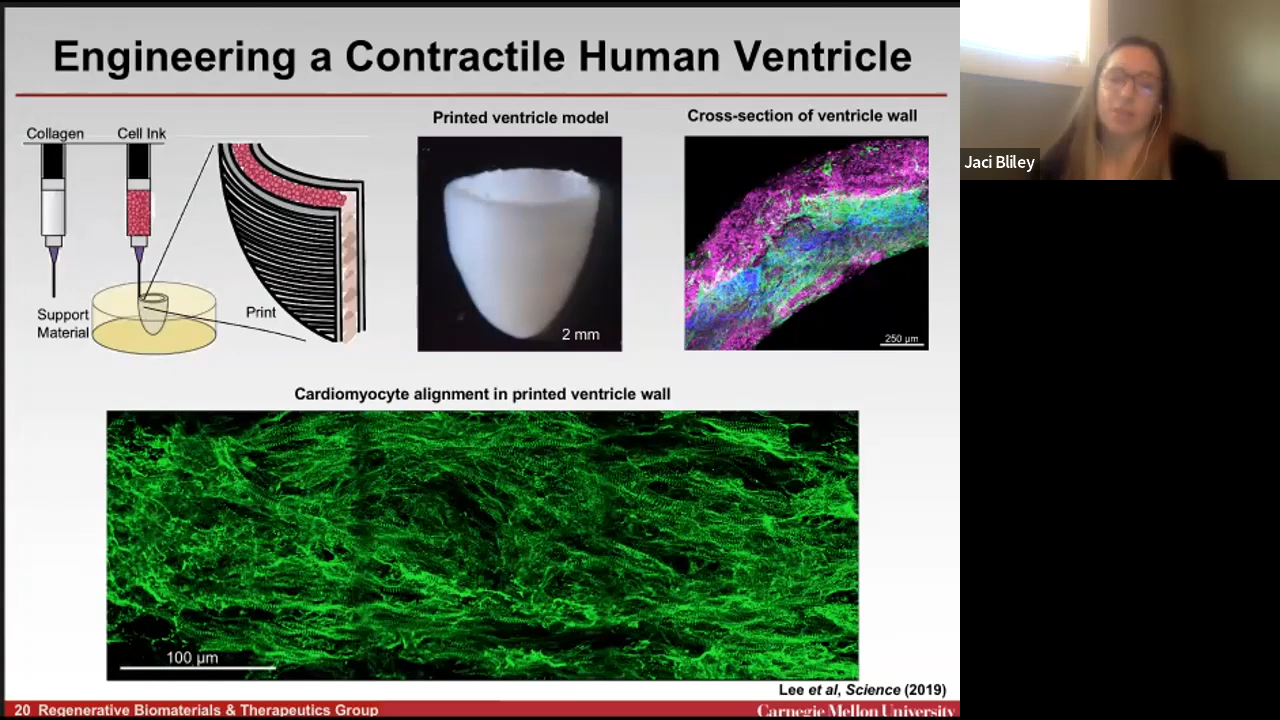 Engineering a Contractile Human Ventricle
Collagen
Cell Ink
Support
Material
Print
Printed ventricle model
2 mm
Cross-section of ventricle wall
250 μm
Cardiomyocyte alignment in printed ventricle wall
100 μm
Lee et al, Science (2019)
20 Regenerative Biomaterials & Therapeutics Group
Carnegie Mellon University
Jaci Bliley